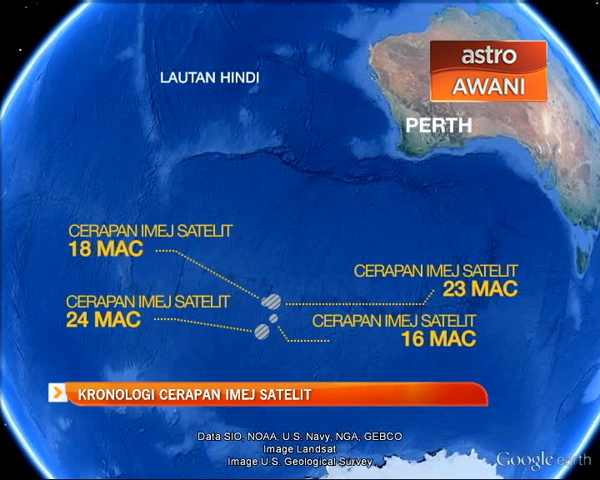 astro
AWANI
LAUTAN HINDI
PERTH
CERAPAN IMEJ SATELIT
18 MAC
CERAPAN IMEJ SATELIT
23 MAC
CERAPAN IMEJ SATELIT
24 MAC
CERAPAN IMEJ SATELIT
16 MAC
KRONOLOGI CERAPAN IMEJ SATELIT
Data SIO, NOAA, U.S. Navy, NGA, GEBCO
Image Landsat
Image U.S. Geological Survey
Google earth